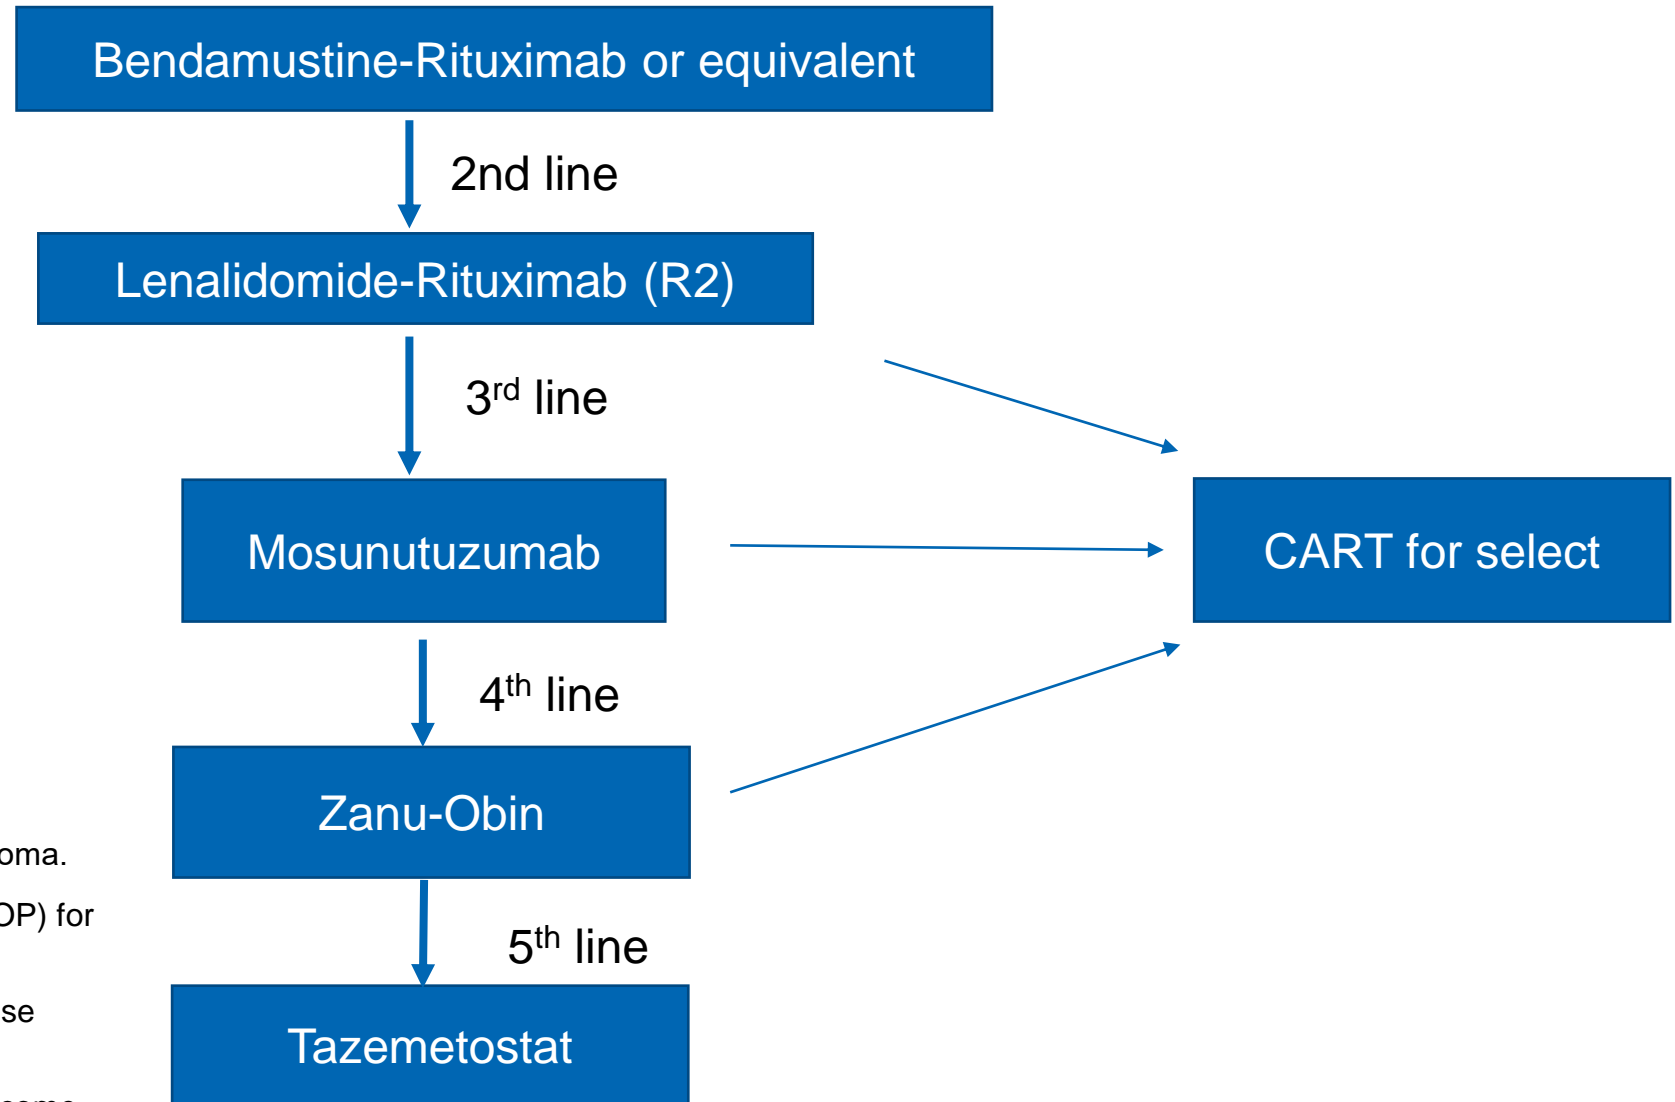 Bendamustine-Rituximab or equivalent
2nd line
Lenalidomide-Rituximab (R2)
3rd line
Mosunutuzumab
CART for select
4th line
Zanu-Obin
oma.
OP) for
5th line
se
Tazemetostat